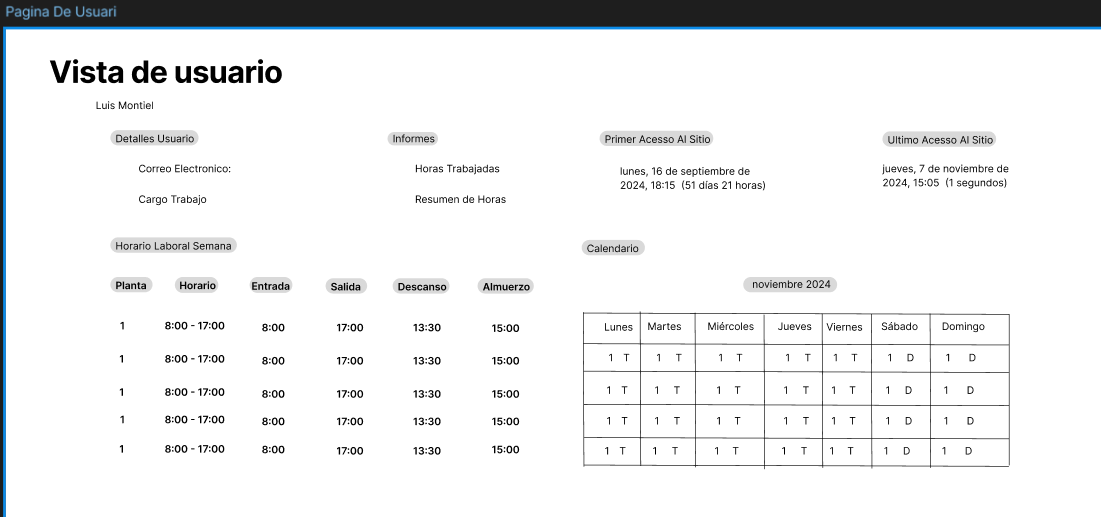 Pagina De Usuari
Vista de usuario
Luis Montiel
Detalles Usuario
Informes
Primer Acesso Al Sitio
Ultimo Acesso Al Sitio
Correo Electronico:
Horas Trabajadas
lunes, 16 de septiembre de
2024, 18:15 (51 días 21 horas)
jueves, 7 de noviembre de
2024, 15:05 (1 segundos)
Cargo Trabajo
Resumen de Horas
Horario Laboral Semana
Calendario
Planta Horario Entrada Salida Descanso Almuerzo
noviembre 2024
1 8:00 - 17:00 8:00 17:00 13:30 15:00
1 8:00 - 17:00 8:00 17:00 13:30 15:00
1 8:00 - 17:00 8:00 17:00 13:30 15:00
1 8:00 - 17:00 8:00 17:00 13:30 15:00
1 8:00 - 17:00 8:00 17:00 13:30 15:00
Lunes Martes Miércoles Jueves Viernes Sábado Domingo
1 T 1 T 1 T 1 T 1 T 1 D 1 D
1 T 1 T 1 T 1 T 1 T 1 D 1 D
1 T 1 T 1 T 1 T 1 T 1 D 1 D
1 T 1 T 1 T 1 T 1 T 1 D 1 D